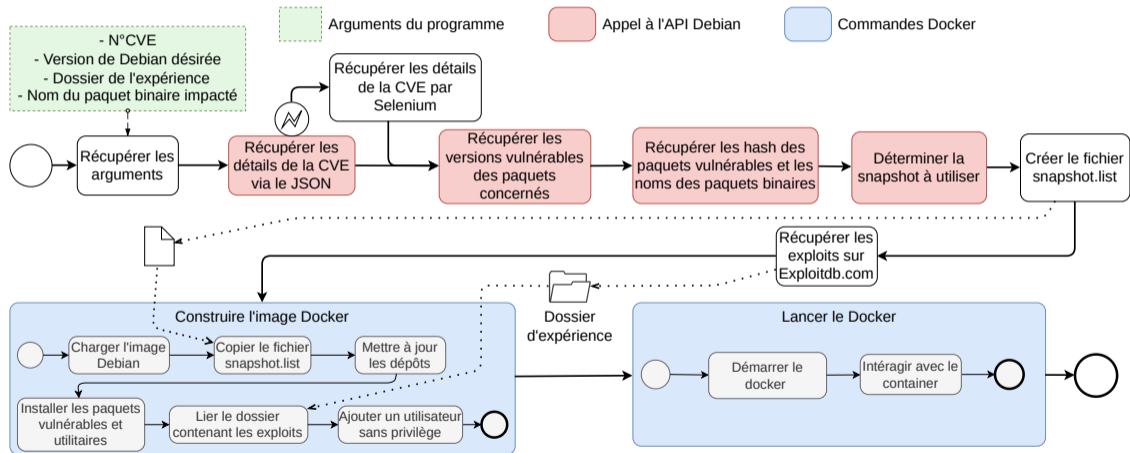 - N°CVE
- Version de Debian désirée
- Dossier de l'expérience
- Nom du paquet binaire impacté
Arguments du programme
Appel à l'API Debian
Commandes Docker
Récupérer les détails
de la CVE par
Selenium
Récupérer les
arguments
Récupérer les
détails de la CVE
via le JSON
Récupérer les
versions vulnérables
des paquets
concernés
Récupérer les hash des
paquets vulnérables et les
noms des paquets binaires
Déterminer la
snapshot à utiliser
Créer le fichier
snapshot.list
Récupérer les
exploits sur
Exploitdb.com
Dossier
d'expérience
Construire l'image Docker
Charger l'image
Debian
Copier le fichier
snapshot.list
Mettre à jour
les dépôts
Installer les paquets
vulnérables et
utilitaires
Lier le dossier
contenant les exploits
Ajouter un utilisateur
sans privilège
Lancer le Docker
Démarrer le
docker
Intéragir avec le
container